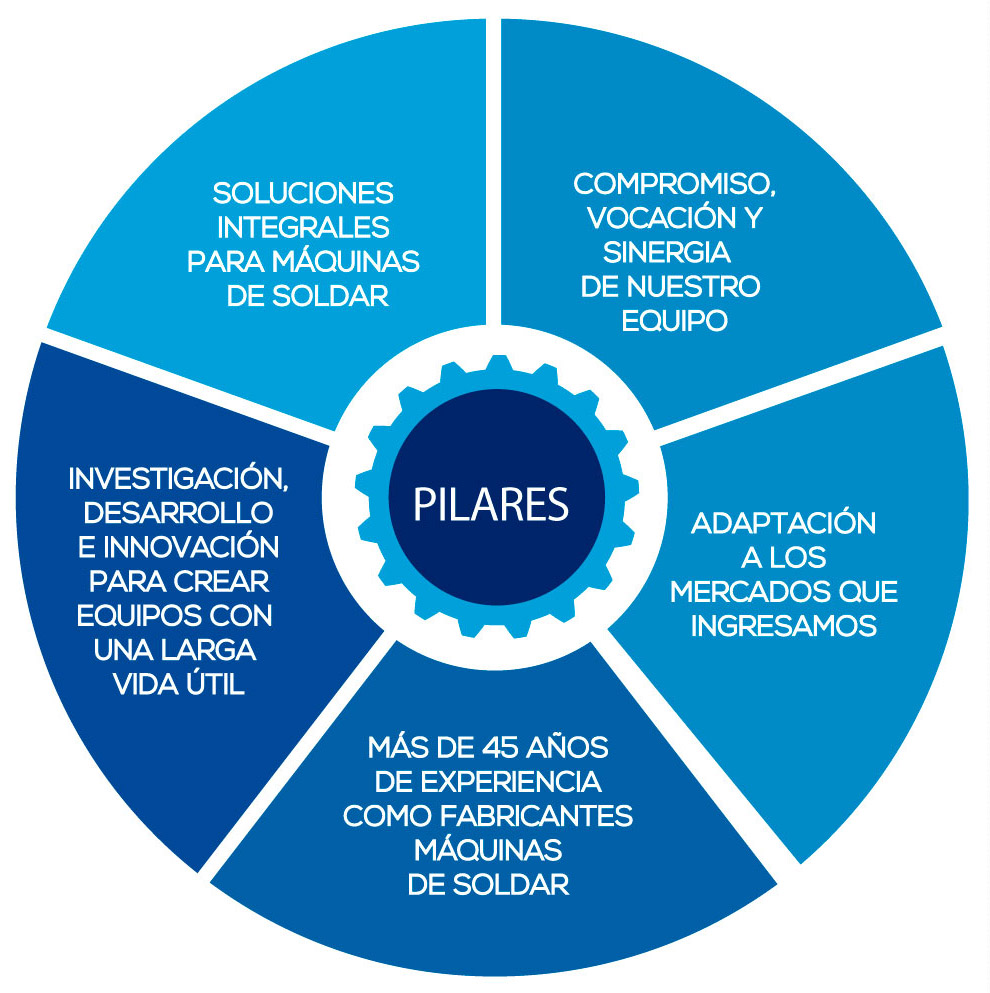 SOLUCIONES
INTEGRALES
PARA MÁQUINAS
DE SOLDAR
COMPROMISO,
VOCACIÓN Y
SINERGIA
DE NUESTRO
EQUIPO
INVESTIGACIÓN,
DESARROLLO
E INNOVACIÓN
PARA CREAR
EQUIPOS CON
UNA LARGA
VIDA ÚTIL
PILARES
ADAPTACIÓN
A LOS
MERCADOS QUE
INGRESAMOS
MÁS DE 45 AÑOS
DE EXPERIENCIA
COMO FABRICANTES
MÁQUINAS
DE SOLDAR